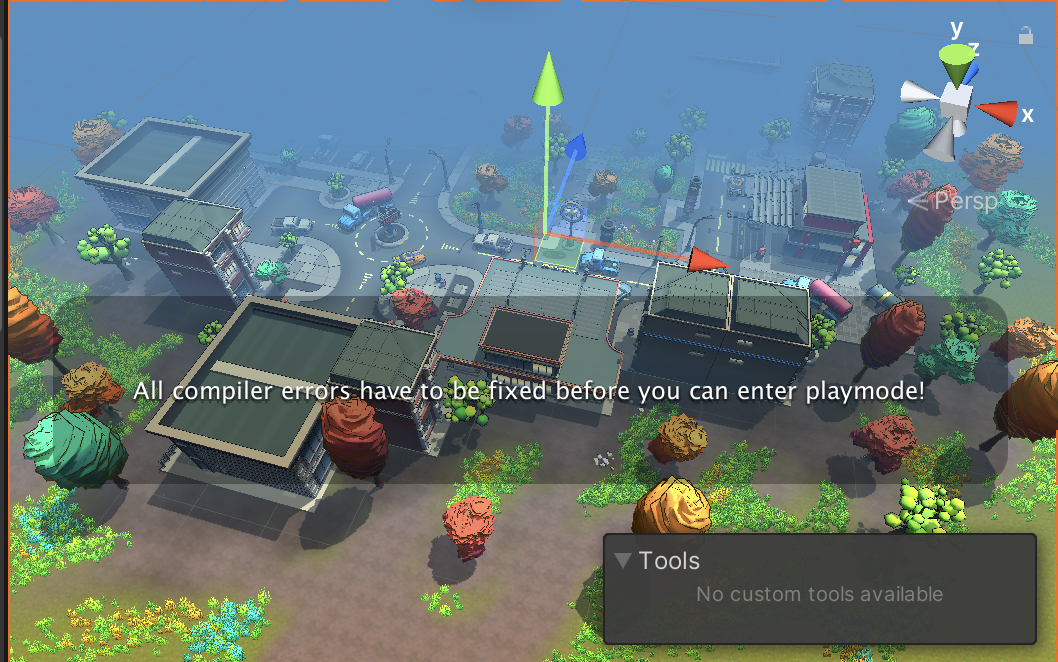 y
z
x
Persp
All compiler errors have to be fixed before you can enter playmode!
Tools
No custom tools available